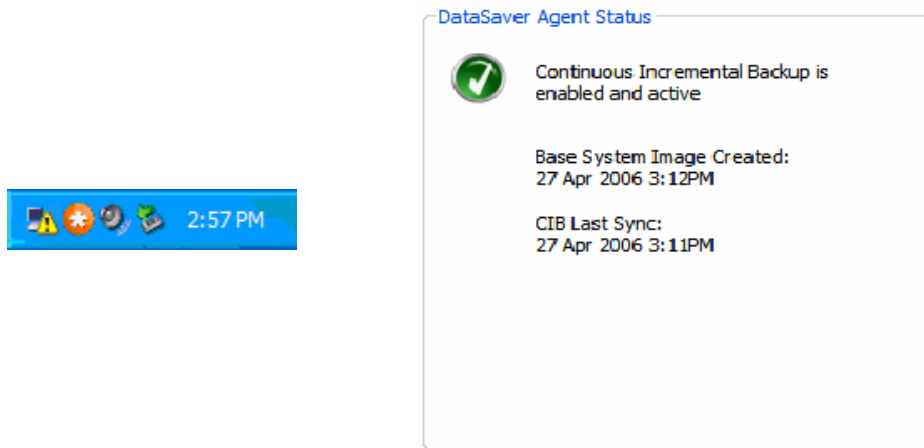 DataSaver Agent Status
Continuous Incremental Backup is
enabled and active
Base System Image Created:
27 Apr 2006 3:12PM
CIB Last Sync:
27 Apr 2006 3:11PM
2:57 PM